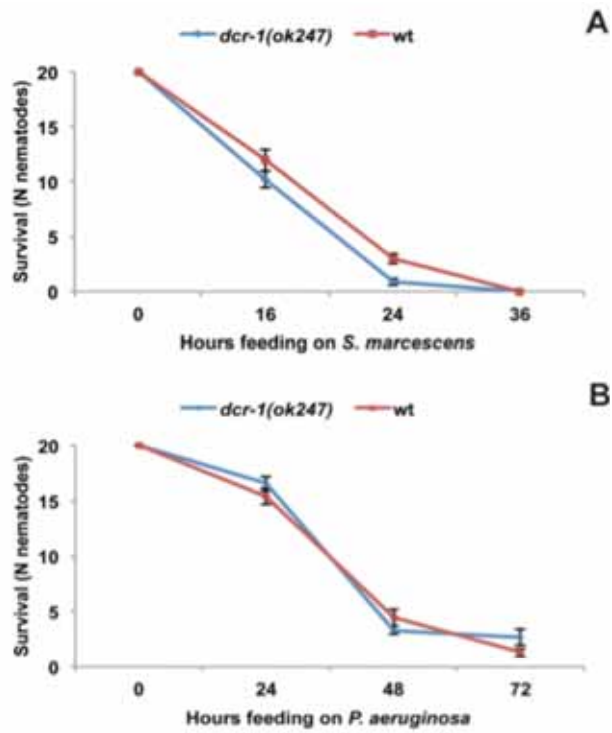 A
dcr-1(ok247) wt
Survival (N nematodes)
20
15
10
5
0
0 16 24 36
Hours feeding on S. marcescens
B
dcr-1(ok247) wt
Survival (N nematodes)
20
15
10
5
0
0 24 48 72
Hours feeding on P. aeruginosa